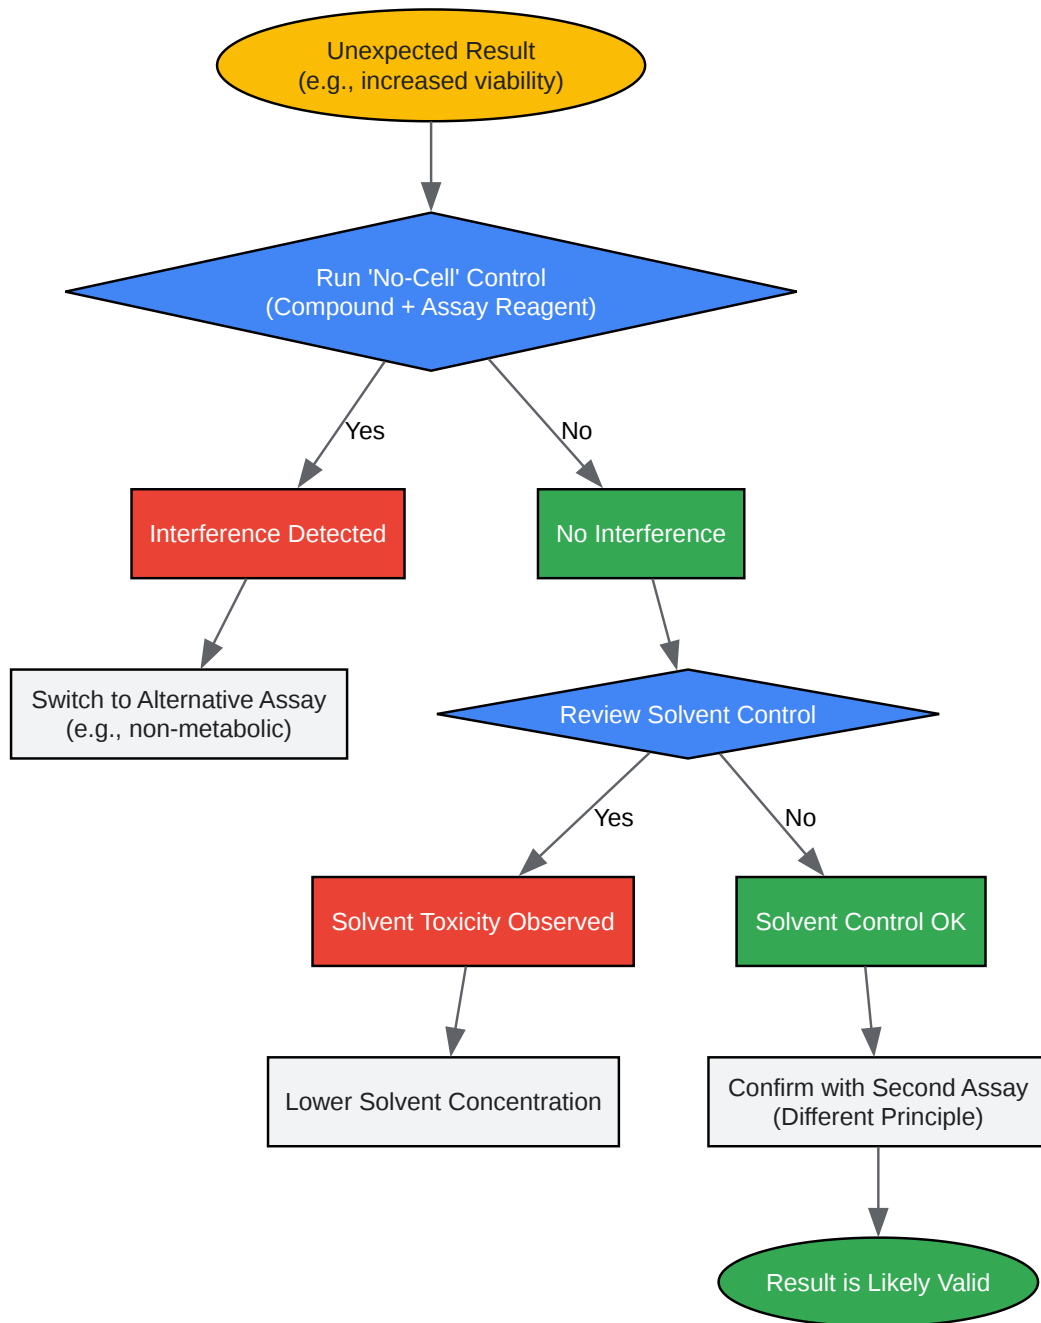 Unexpected Result
(e.g., increased viability)
Run 'No-Cell' Control
(Compound + Assay Reagent)
Yes
No
Interference Detected
No Interference
Switch to Alternative Assay
(e.g., non-metabolic)
Review Solvent Control
Yes
No
Solvent Toxicity Observed
Solvent Control OK
Lower Solvent Concentration
Confirm with Second Assay
(Different Principle)
Result is Likely Valid